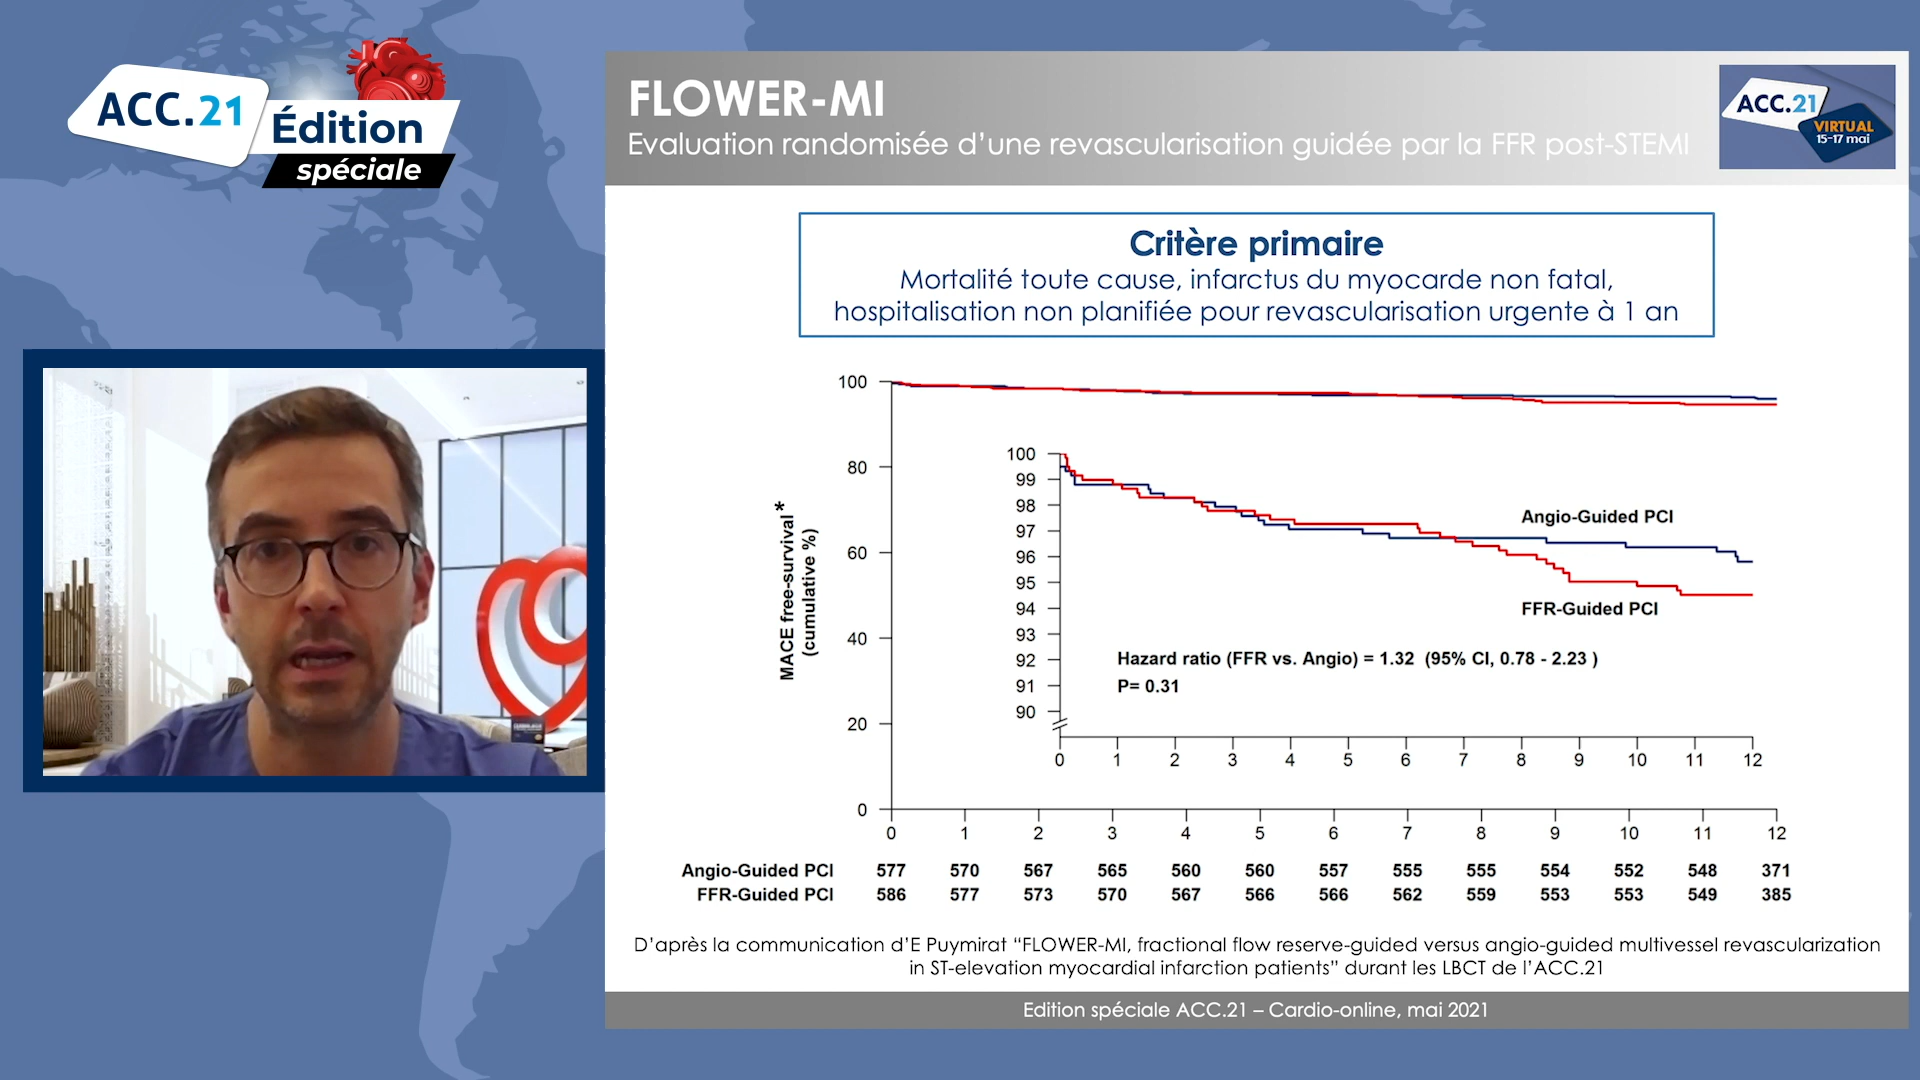 ACC.21
Édition
spéciale
FLOWER-MI
Evaluation randomisée d’une revascularisation guidée par la FFR post-STEMI
ACC.21
VIRTUAL
15-17 mai
Critère primaire
Mortalité toute cause, infarctus du myocarde non fatal,
hospitalisation non planifiée pour revascularisation urgente à 1 an
MACE free-survival*
(cumulative %)
100
80
60
40
20
0
100
99
98
97
96
95
94
93
92
91
90
Angio-Guided PCI
FFR-Guided PCI
Hazard ratio (FFR vs. Angio) = 1.32 (95% CI, 0.78 - 2.23 )
P= 0.31
0 1 2 3 4 5 6 7 8 9 10 11 12
0 1 2 3 4 5 6 7 8 9 10 11 12
Angio-Guided PCI 577 570 567 565 560 560 557 555 555 554 552 548 371
FFR-Guided PCI 586 577 573 570 567 566 566 562 559 553 553 549 385
D’après la communication d’E Puymirat “FLOWER-MI, fractional flow reserve-guided versus angio-guided multivessel revascularization
in ST-elevation myocardial infarction patients” durant les LBCT de l’ACC.21
Edition spéciale ACC.21 – Cardio-online, mai 2021